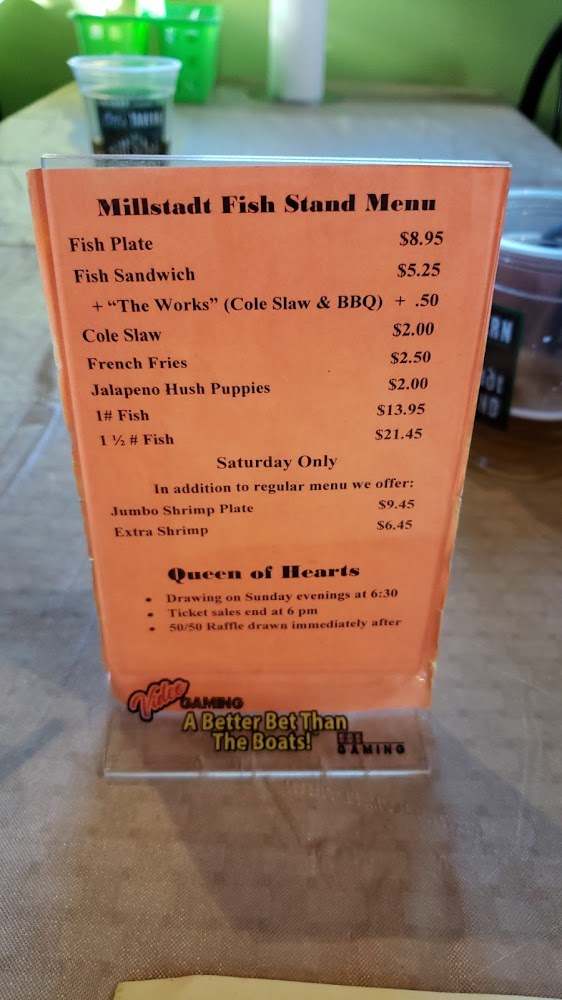 Millstadt Fish Stand Menu
Fish Plate $8.95
Fish Sandwich $5.25
+ "The Works" (Cole Slaw & BBQ) + .50
Cole Slaw $2.00
French Fries $2.50
Jalapeno Hush Puppies $2.00
1# Fish $13.95
1 ½ # Fish $21.45
Saturday Only
In addition to regular menu we offer:
Jumbo Shrimp Plate $9.45
Extra Shrimp $6.45
Queen of Hearts
• Drawing on Sunday evenings at 6:30
• Ticket sales end at 6 pm
• 50/50 Raffle drawn immediately after
Video GAMING
A Better Bet Than
The Boats!
GAMING